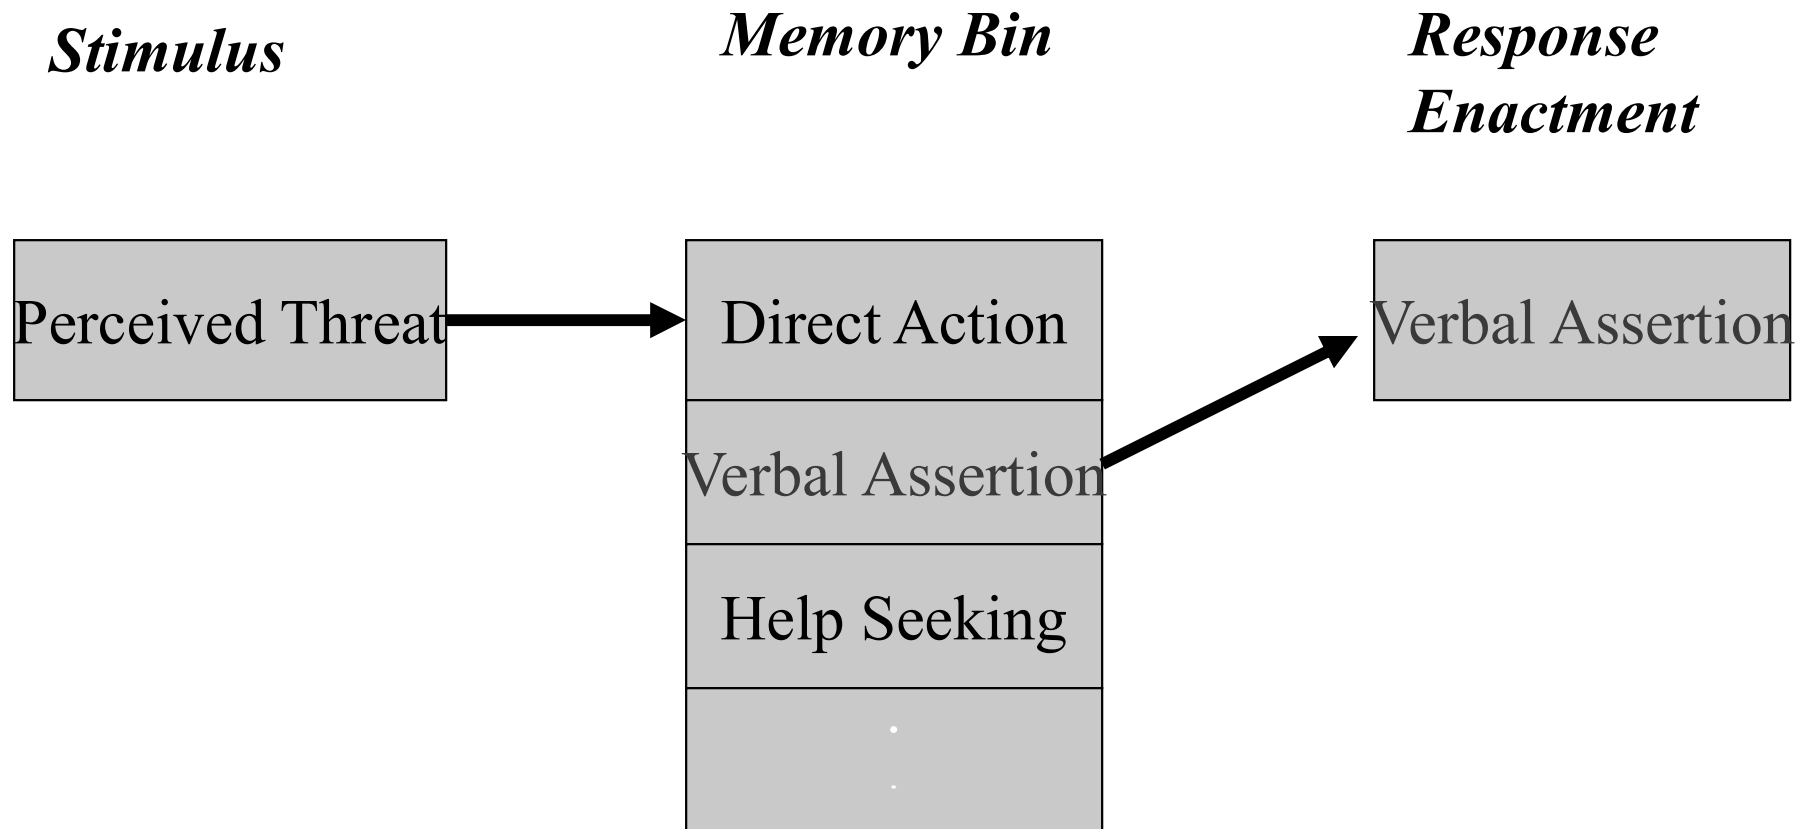 Stimulus
Memory Bin
Response
Enactment
Perceived Threat
Direct Action
Verbal Assertion
Verbal Assertion
Help Seeking
.
.